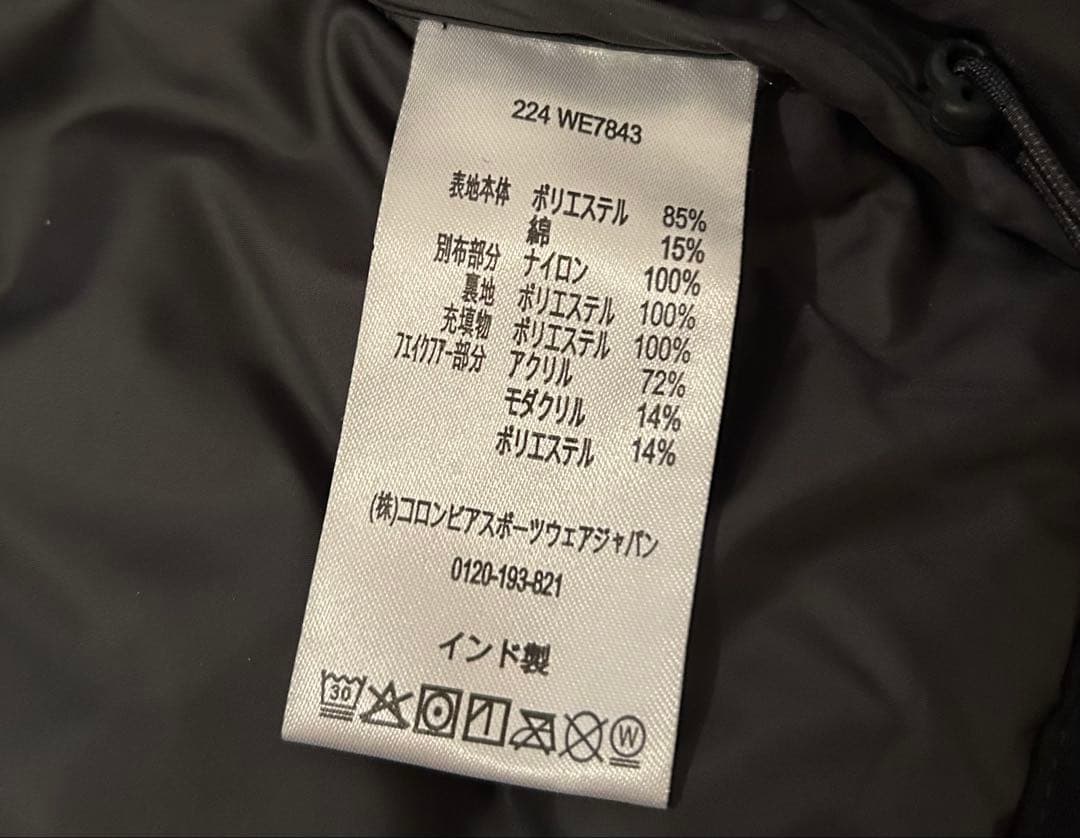 224 WE7843
表地本体 ポリエステル 85%
綿 15%
別布部分 ナイロン 100%
裏地 ポリエステル 100%
充填物 ポリエステル 100%
ﾌｪｲｸﾌｧｰ部分 アクリル 72%
モダクリル 14%
ポリエステル 14%
(株)コロンビアスポーツウェアジャパン
0120-193-821
インド製
30 W